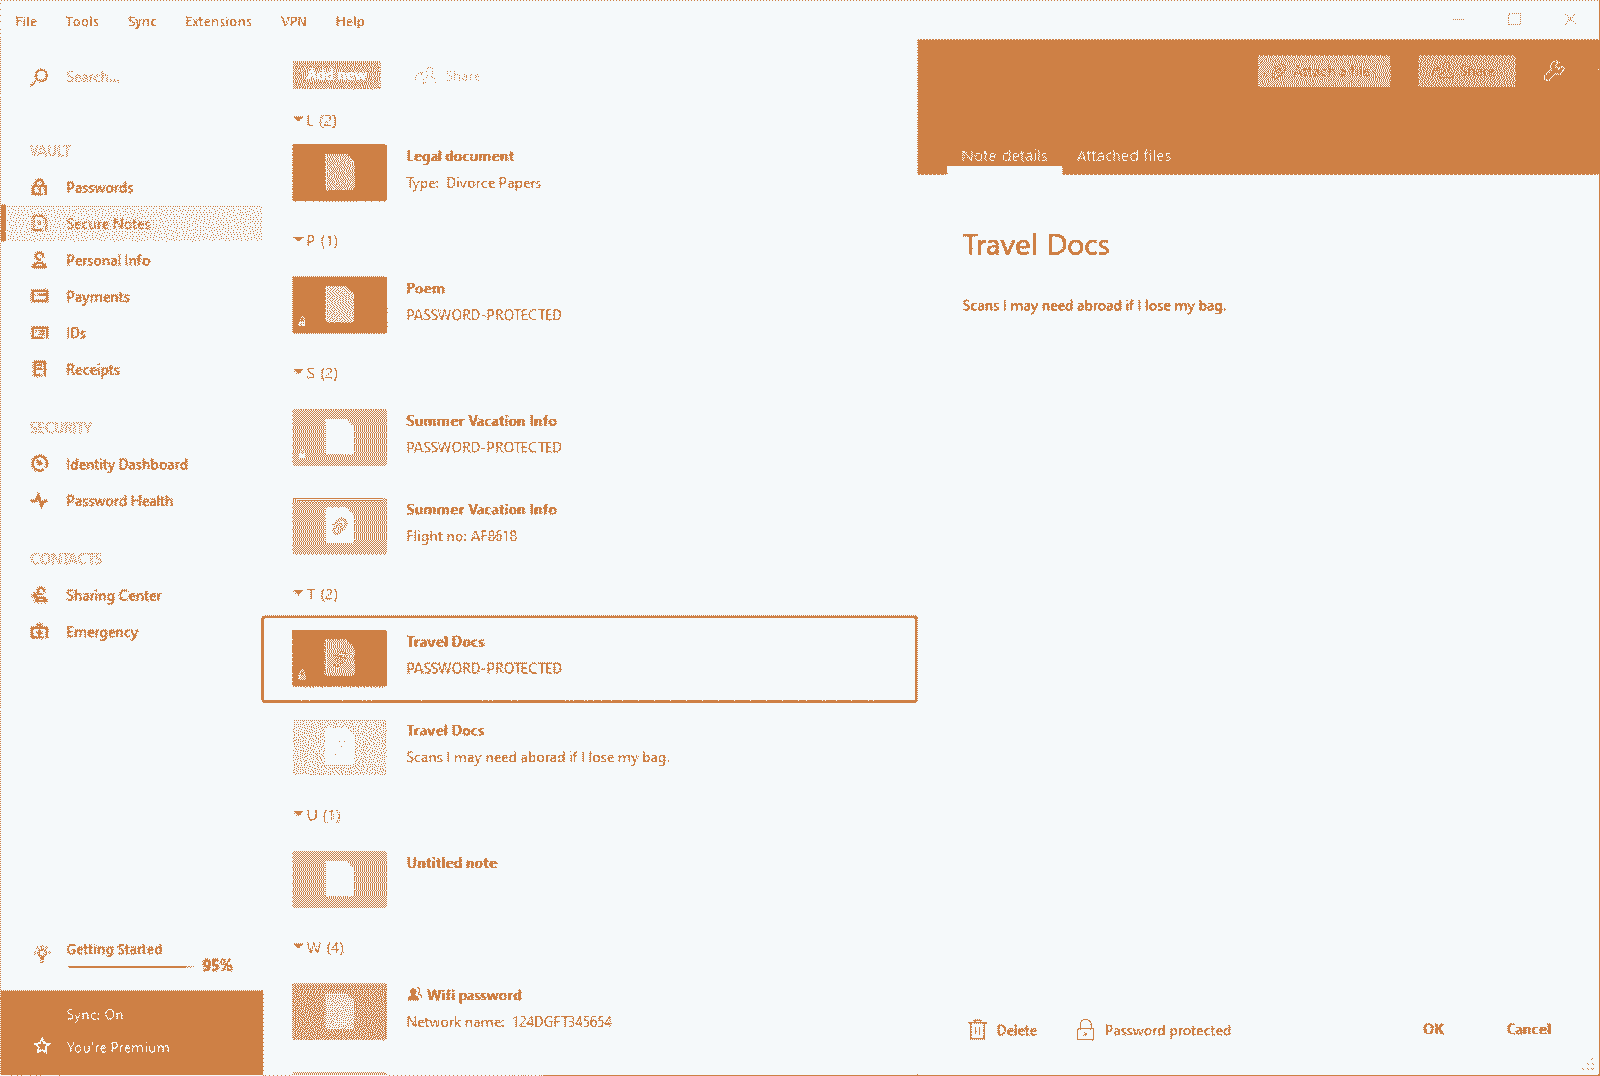 File Tools Sync Extensions VPN Help
Search...
Add new
Share
Attach a file
Share
VAULT
Passwords
Secure Notes
Personal Info
Payments
IDs
Receipts
SECURITY
Identity Dashboard
Password Health
CONTACTS
Sharing Center
Emergency
Getting Started
95%
Sync: On
You're Premium
L (2)
Legal document
Type: Divorce Papers
P (1)
Poem
PASSWORD-PROTECTED
S (2)
Summer Vacation Info
PASSWORD-PROTECTED
Summer Vacation Info
Flight no: AF8618
T (2)
Travel Docs
PASSWORD-PROTECTED
Travel Docs
Scans I may need aborad if I lose my bag.
U (1)
Untitled note
W (4)
Wifi password
Network name: 124DGFT345654
Note details
Attached files
Travel Docs
Scans I may need abroad if I lose my bag.
Delete
Password protected
OK
Cancel